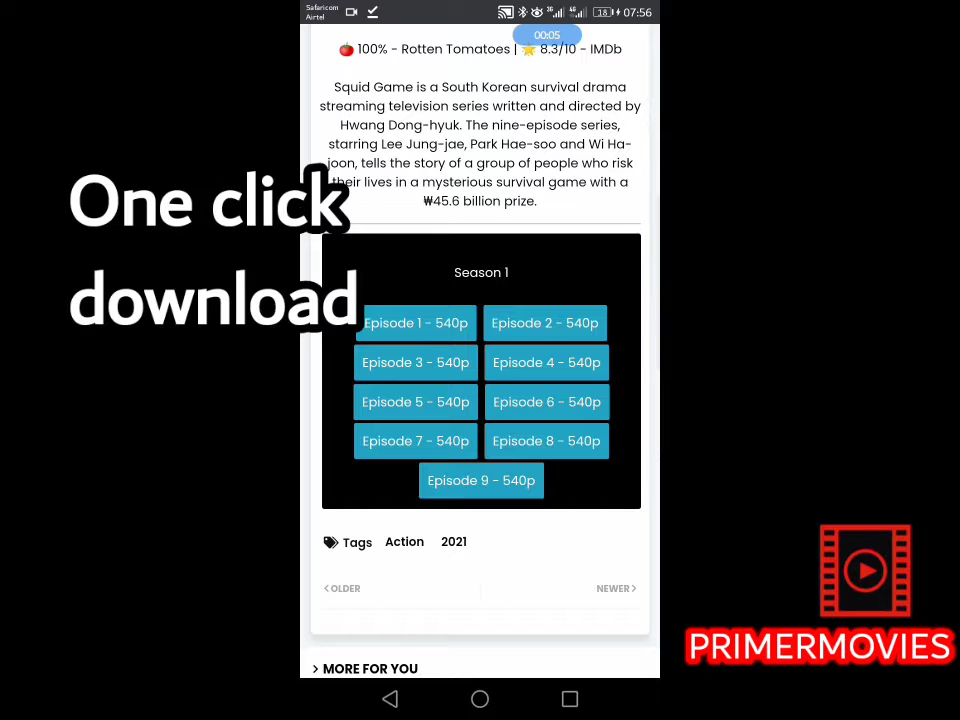 Safaricom
Airtel
3G
4G
18
07:56
00:05
100% - Rotten Tomatoes | 8.3/10 - IMDb
Squid Game is a South Korean survival drama
streaming television series written and directed by
Hwang Dong-hyuk. The nine-episode series,
starring Lee Jung-jae, Park Hae-soo and Wi Ha-
joon, tells the story of a group of people who risk
their lives in a mysterious survival game with a
₩45.6 billion prize.
One click
download
Season 1
Episode 1 - 540p Episode 2 - 540p
Episode 3 - 540p Episode 4 - 540p
Episode 5 - 540p Episode 6 - 540p
Episode 7 - 540p Episode 8 - 540p
Episode 9 - 540p
Tags Action 2021
OLDER NEWER
MORE FOR YOU
PRIMERMOVIES